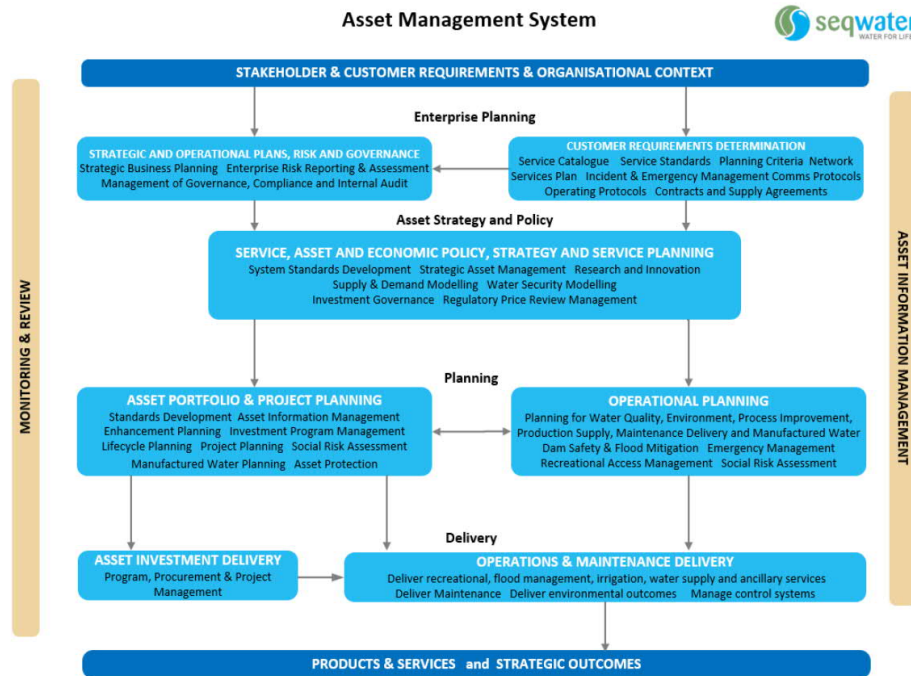 Asset Management System
seqwater
WATER FOR LIFE
STAKEHOLDER & CUSTOMER REQUIREMENTS & ORGANISATIONAL CONTEXT
Enterprise Planning
STRATEGIC AND OPERATIONAL PLANS, RISK AND GOVERNANCE
Strategic Business Planning Enterprise Risk Reporting & Assessment
Management of Governance, Compliance and Internal Audit
CUSTOMER REQUIREMENTS DETERMINATION
Service Catalogue Service Standards Planning Criteria Network
Services Plan Incident & Emergency Management Comms Protocols
Operating Protocols Contracts and Supply Agreements
Asset Strategy and Policy
SERVICE, ASSET AND ECONOMIC POLICY, STRATEGY AND SERVICE PLANNING
System Standards Development Strategic Asset Management Research and Innovation
Supply & Demand Modelling Water Security Modelling
Investment Governance Regulatory Price Review Management
MONITORING & REVIEW
ASSET INFORMATION MANAGEMENT
Planning
ASSET PORTFOLIO & PROJECT PLANNING
Standards Development Asset Information Management
Enhancement Planning Investment Program Management
Lifecycle Planning Project Planning Social Risk Assessment
Manufactured Water Planning Asset Protection
OPERATIONAL PLANNING
Planning for Water Quality, Environment, Process Improvement,
Production Supply, Maintenance Delivery and Manufactured Water
Dam Safety & Flood Mitigation Emergency Management
Recreational Access Management Social Risk Assessment
Delivery
ASSET INVESTMENT DELIVERY
Program, Procurement & Project
Management
OPERATIONS & MAINTENANCE DELIVERY
Deliver recreational, flood management, irrigation, water supply and ancillary services
Deliver Maintenance Deliver environmental outcomes Manage control systems
PRODUCTS & SERVICES and STRATEGIC OUTCOMES